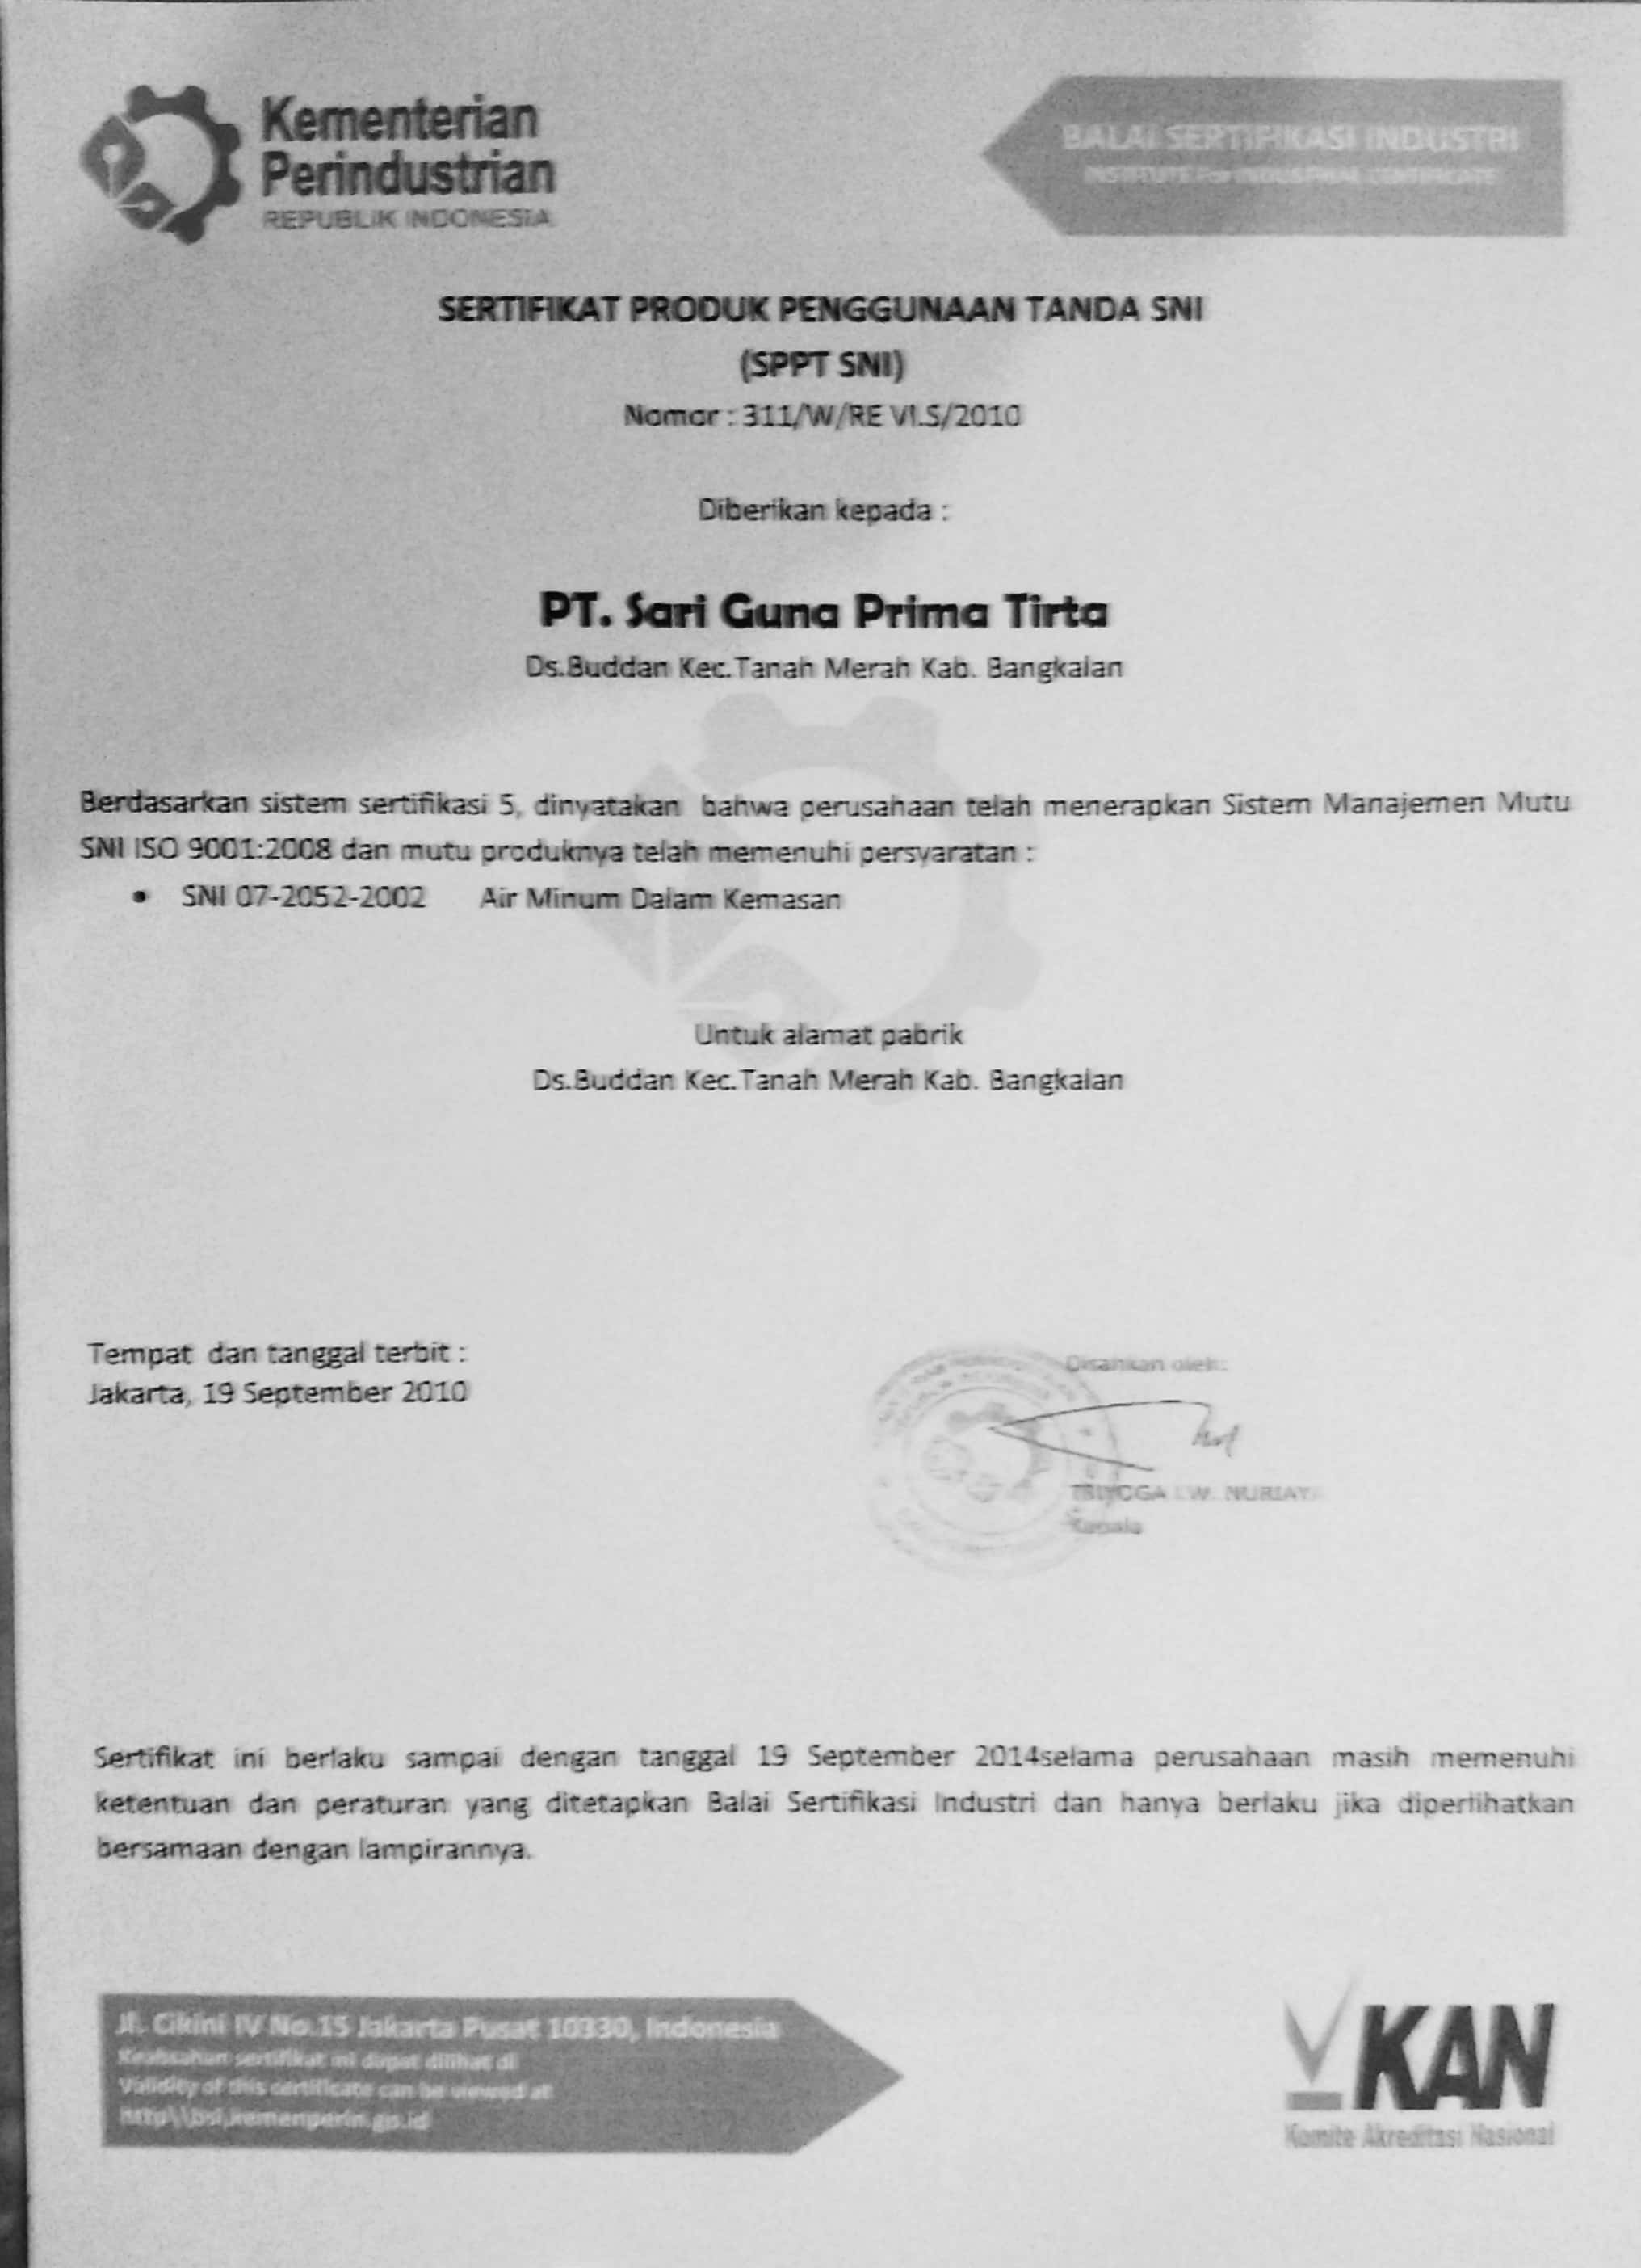 Kementerian
Perindustrian
REPUBLIK INDONESIA
BALAI SERTIFIKASI INDUSTRI
INSTITUTE For INDUSTRIAL CERTIFICATE
SERTIFIKAT PRODUK PENGGUNAAN TANDA SNI
(SPPT SNI)
Nomor : 311/W/RE VI.S/2010
Diberikan kepada :
PT. Sari Guna Prima Tirta
Ds.Buddan Kec.Tanah Merah Kab. Bangkalan
Berdasarkan sistem sertifikasi 5, dinyatakan bahwa perusahaan telah menerapkan Sistem Manajemen Mutu
SNI ISO 9001:2008 dan mutu produknya telah memenuhi persyaratan :
• SNI 07-2052-2002 Air Minum Dalam Kemasan
Untuk alamat pabrik
Ds.Buddan Kec.Tanah Merah Kab. Bangkalan
Tempat dan tanggal terbit :
Jakarta, 19 September 2010
Disahkan oleh:
TRIYOGA
Kepala
Sertifikat ini berlaku sampai dengan tanggal 19 September 2014selama perusahaan masih memenuhi
ketentuan dan peraturan yang ditetapkan Balai Sertifikasi Industri dan hanya berlaku jika diperlihatkan
bersamaan dengan lampirannya.
Jl. Cikini IV No.15 Jakarta Pusat 10330, Indonesia
Keabsahan sertifikat ini dapat dilihat di
Validity of this certificate can be viewed at
http\\bsi.kemenperin.go.id
KAN
Komite Akreditasi Nasional